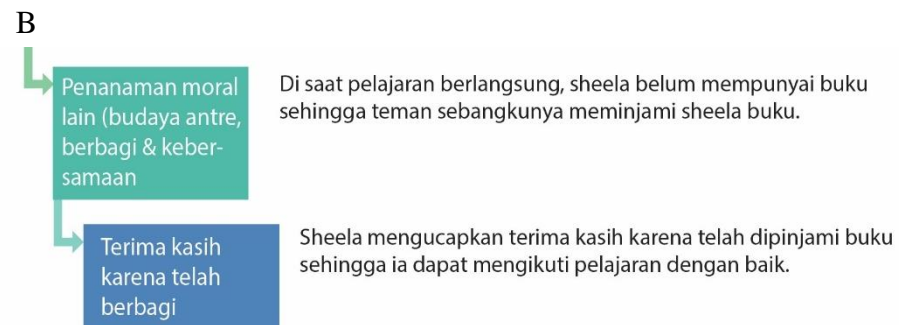 B
Penanaman moral
lain (budaya antre,
berbagi & keber-
samaan
Di saat pelajaran berlangsung, sheela belum mempunyai buku
sehingga teman sebangkunya meminjami sheela buku.
Terima kasih
karena telah
berbagi
Sheela mengucapkan terima kasih karena telah dipinjami buku
sehingga ia dapat mengikuti pelajaran dengan baik.